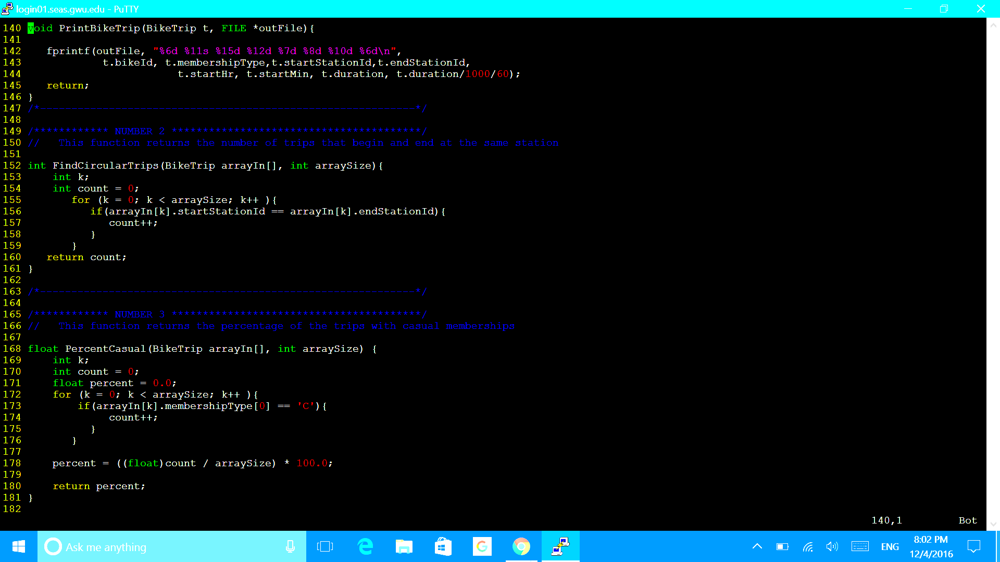 login01.seas.gwu.edu - PuTTY
140 void PrintBikeTrip(BikeTrip t, FILE *outFile){
141
142    fprintf(outFile, "%6d %11s %15d %12d %7d %8d %10d %6d\n",
143             t.bikeId, t.membershipType,t.startStationId,t.endStationId,
144                         t.startHr, t.startMin, t.duration, t.duration/1000/60);
145    return;
146 }
147 /*------------------------------------------------------------*/
148
149 /************ NUMBER 2 ****************************************/
150 //   This function returns the number of trips that begin and end at the same station
151
152 int FindCircularTrips(BikeTrip arrayIn[], int arraySize){
153     int k;
154     int count = 0;
155        for (k = 0; k < arraySize; k++ ){
156           if(arrayIn[k].startStationId == arrayIn[k].endStationId){
157              count++;
158           }
159        }
160    return count;
161 }
162
163 /*------------------------------------------------------------*/
164
165 /************ NUMBER 3 ****************************************/
166 //   This function returns the percentage of the trips with casual memberships
167
168 float PercentCasual(BikeTrip arrayIn[], int arraySize) {
169     int k;
170     int count = 0;
171     float percent = 0.0;
172     for (k = 0; k < arraySize; k++ ){
173         if(arrayIn[k].membershipType[0] == 'C'){
174              count++;
175           }
176        }
177
178     percent = ((float)count / arraySize) * 100.0;
179
180     return percent;
181 }
182
140,1 Bot
Ask me anything
ENG
8:02 PM
12/4/2016